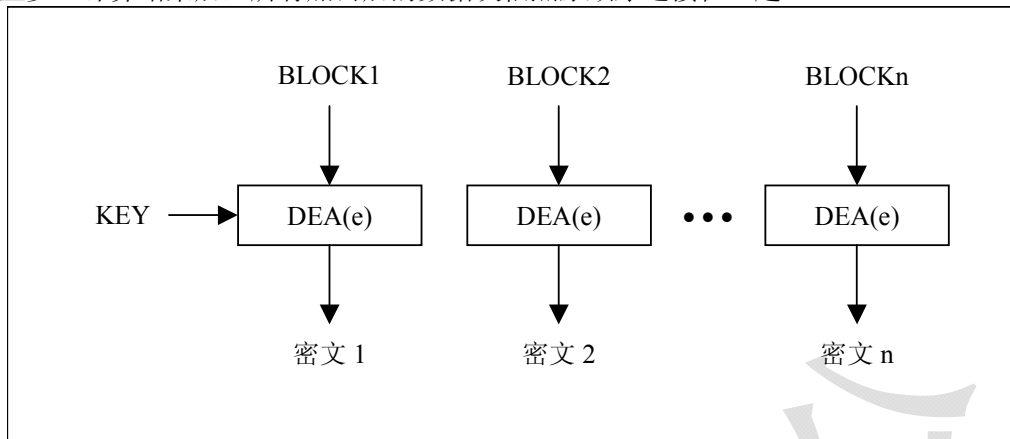 BLOCK1 BLOCK2 BLOCKn
KEY DEA(e) DEA(e) ••• DEA(e)
密文 1 密文 2 密文 n